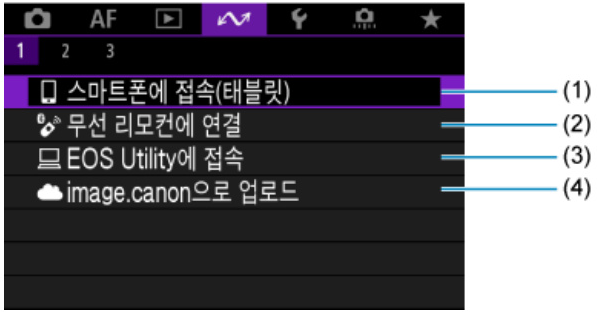 AF
1 2 3
스마트폰에 접속(태블릿) (1)
무선 리모컨에 연결 (2)
EOS Utility에 접속 (3)
image.canon으로 업로드 (4)